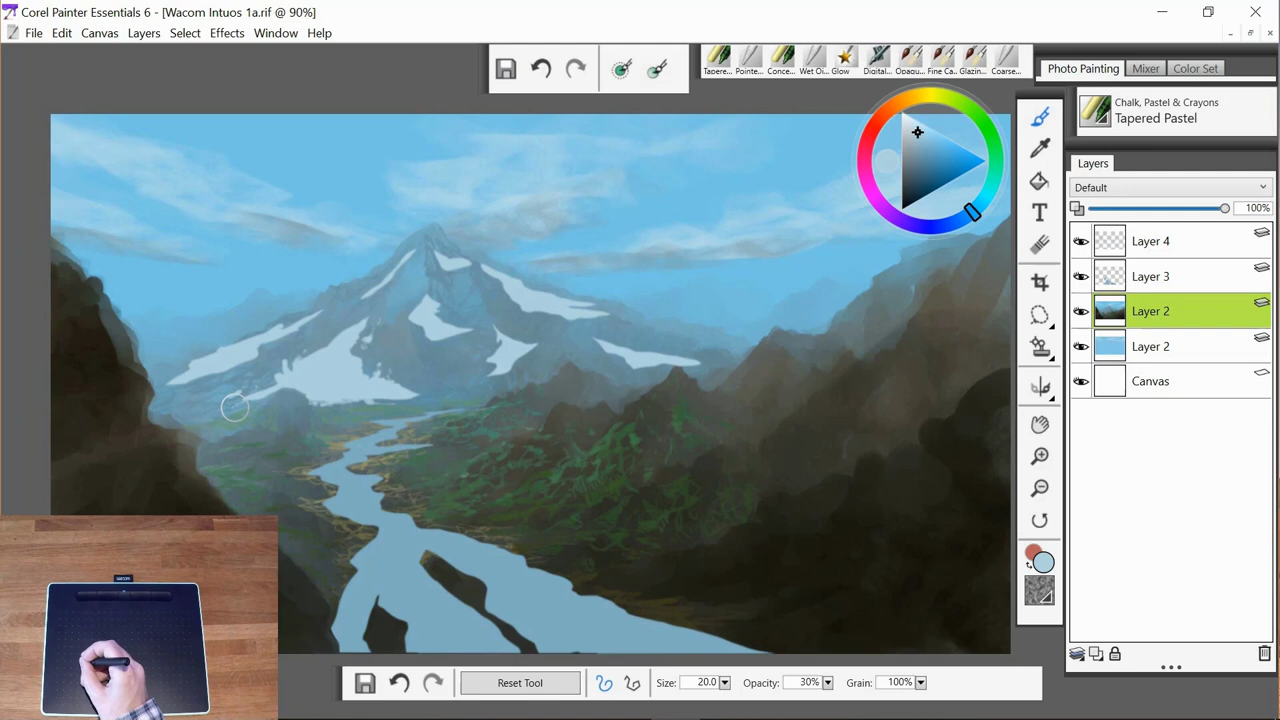 Corel Painter Essentials 6 - [Wacom Intuos 1a.rif @ 90%]
File Edit Canvas Layers Select Effects Window Help
Tapere... Pointe... Conce... Wet Oi... Glow Digital... Opaqu... Fine Ca... Glazin... Coarse...
Photo Painting Mixer Color Set
Chalk, Pastel & Crayons
Tapered Pastel
Layers
Default
100%
Layer 4
Layer 3
Layer 2
Layer 2
Canvas
T
wacom
Reset Tool Size: 20.0 Opacity: 30% Grain: 100%